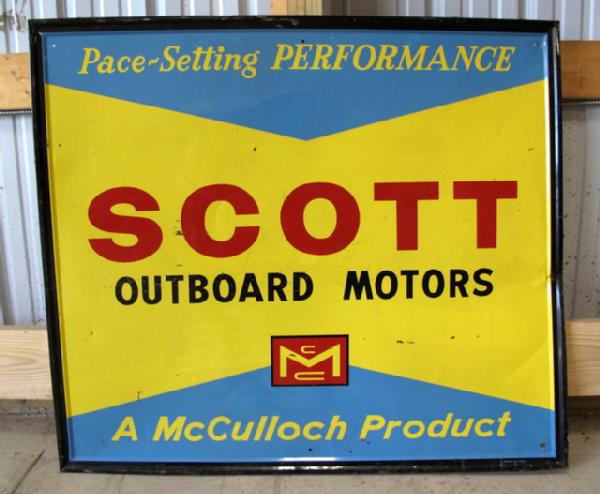 Pace-Setting PERFORMANCE
SCOTT
OUTBOARD MOTORS
McC
A McCulloch Product